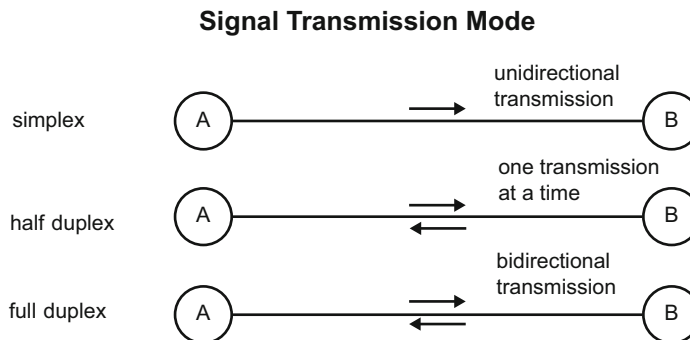 Signal Transmission Mode
unidirectional
transmission
simplex
A
B
one transmission
at a time
half duplex
A
B
bidirectional
transmission
full duplex
A
B